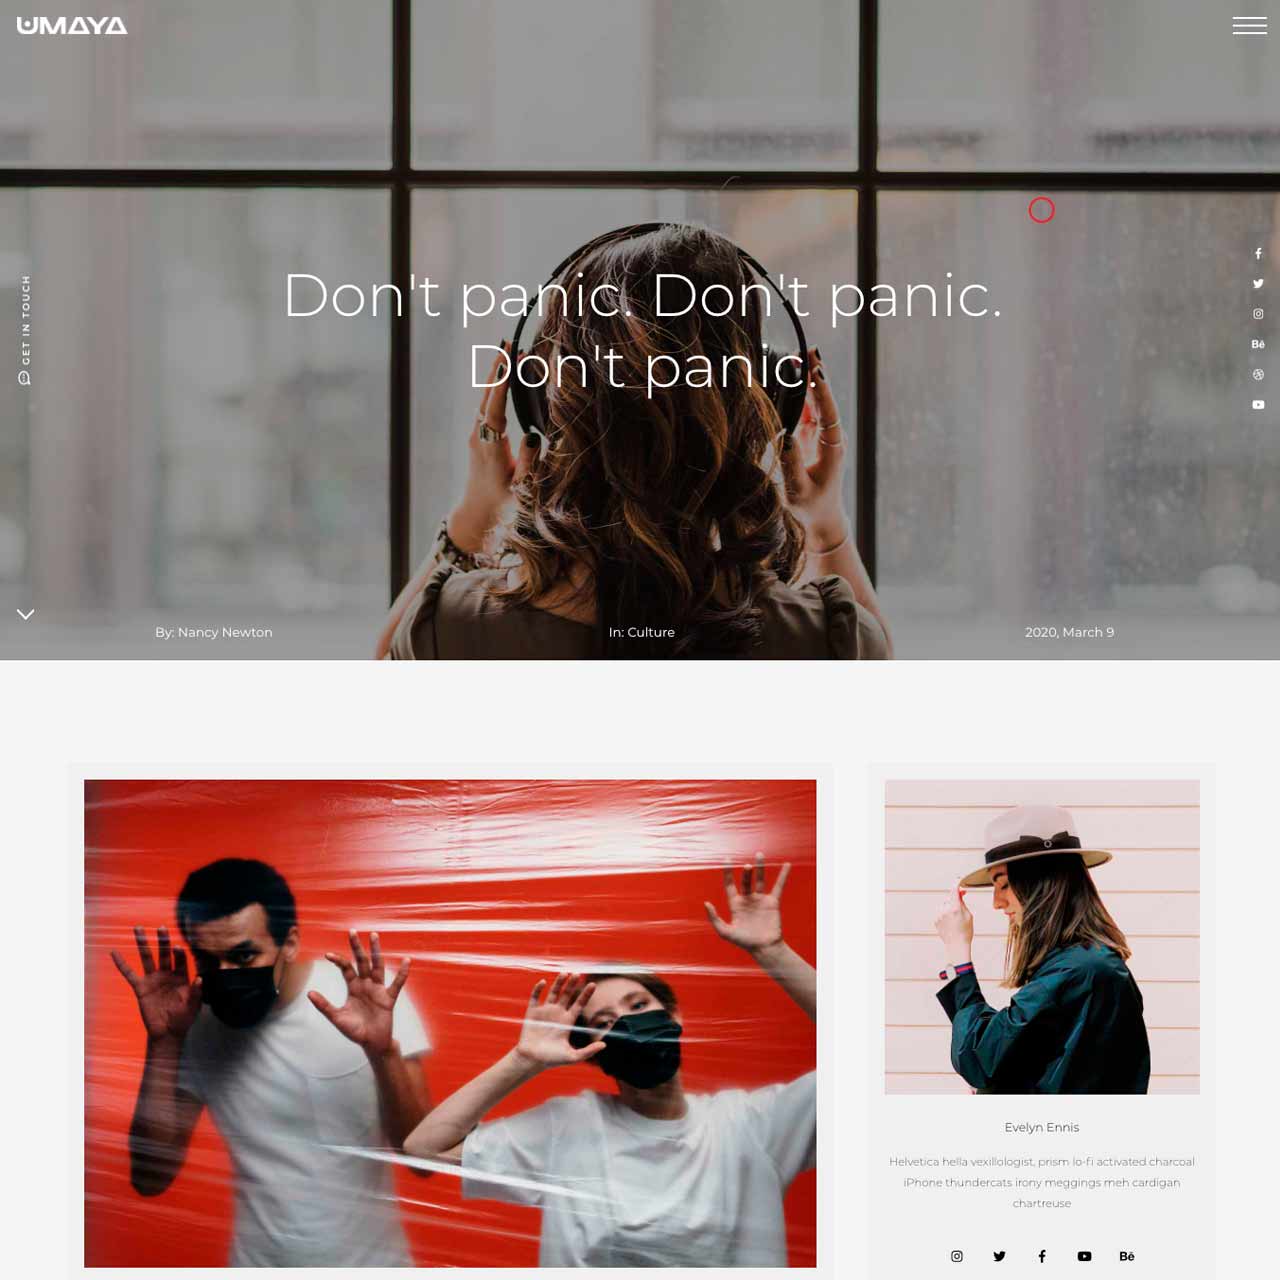 UMAYA
GET IN TOUCH
Don't panic. Don't panic.
Don't panic.
Bē
By: Nancy Newton
In: Culture
2020, March 9
Evelyn Ennis
Helvetica hella vexillologist, prism lo-fi activated charcoal
iPhone thundercats irony meggings meh cardigan
chartreuse
Bē